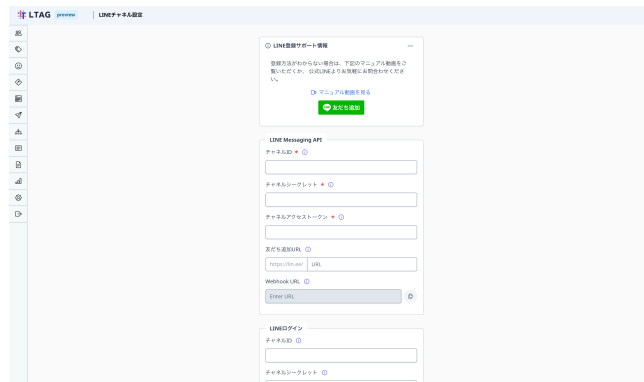 LTAG preview LINEチャネル設定
LINE登録サポート情報
登録方法がわからない場合は、下記のマニュアル動画をご
覧いただくか、公式LINEよりお気軽にお問合わせくださ
い。
マニュアル動画を見る
友だち追加
LINE Messaging API
チャネルID *
チャネルシークレット *
チャネルアクセストークン *
友だち追加URL
https://lin.ee/ URL
Webhook URL
Enter URL
LINEログイン
チャネルID
チャネルシークレット